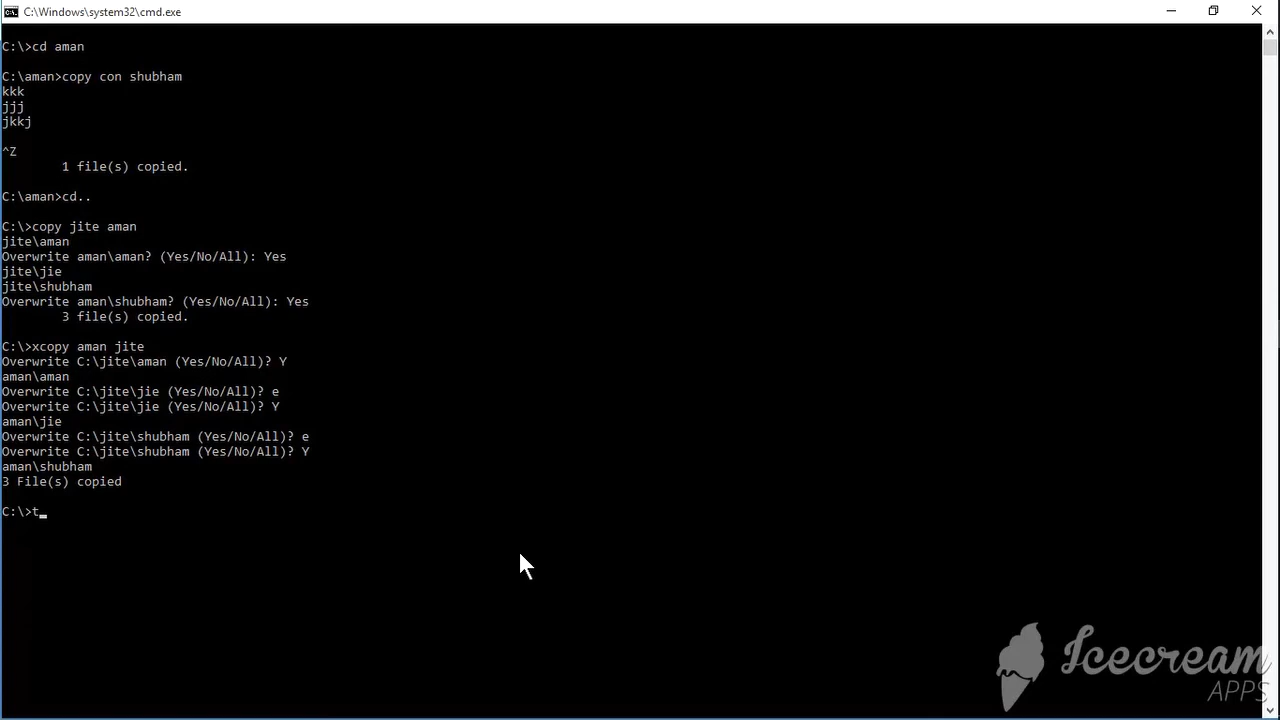 C:\Windows\system32\cmd.exe
C:\>cd aman
C:\aman>copy con shubham
kkk
jjj
jkkj
^Z
1 file(s) copied.
C:\aman>cd..
C:\>copy jite aman
jite\aman
Overwrite aman\aman? (Yes/No/All): Yes
jite\jie
jite\shubham
Overwrite aman\shubham? (Yes/No/All): Yes
3 file(s) copied.
C:\>xcopy aman jite
Overwrite C:\jite\aman (Yes/No/All)? Y
aman\aman
Overwrite C:\jite\jie (Yes/No/All)? e
Overwrite C:\jite\jie (Yes/No/All)? Y
aman\jie
Overwrite C:\jite\shubham (Yes/No/All)? e
Overwrite C:\jite\shubham (Yes/No/All)? Y
aman\shubham
3 File(s) copied
C:\>t_
Icecream
APPS